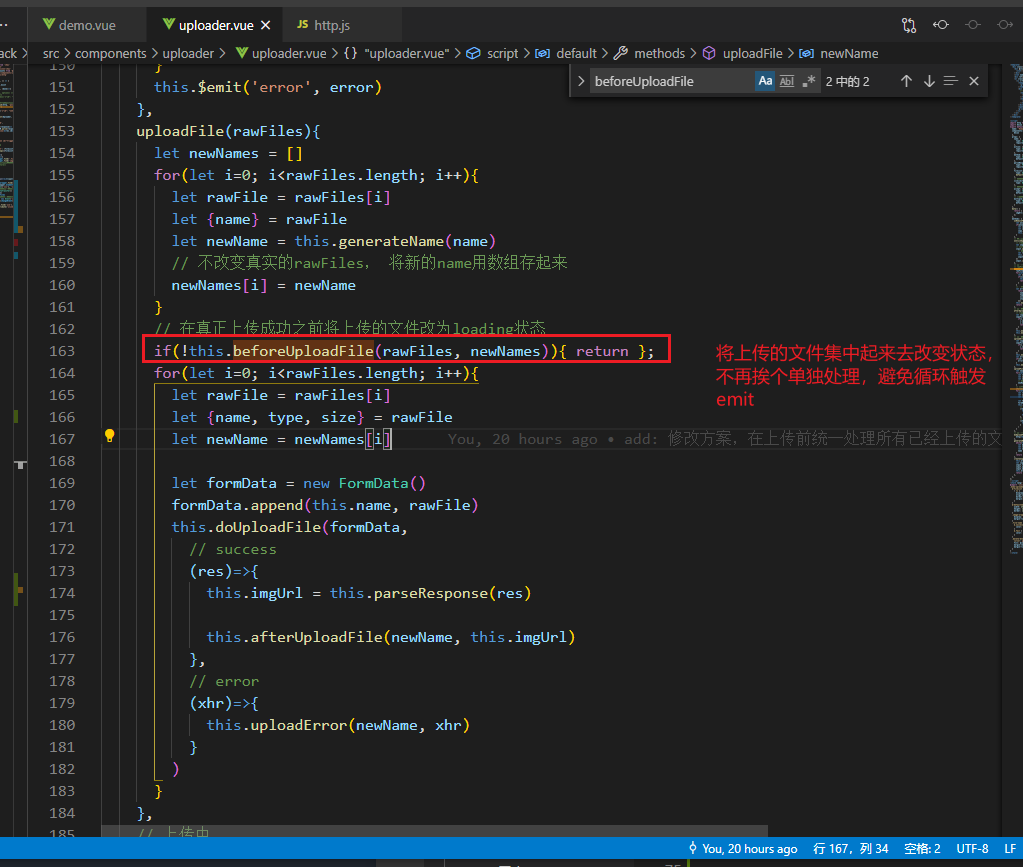 demo.vue uploader.vue JS http.js
ack src > components > uploader > uploader.vue > {} "uploader.vue" > script > default > methods > uploadFile > newName
beforeUploadFile Aa Abl .* 2 中的 2
150 }
151 this.$emit('error', error)
152 },
153 uploadFile(rawFiles){
154 let newNames = []
155 for(let i=0; i<rawFiles.length; i++){
156 let rawFile = rawFiles[i]
157 let {name} = rawFile
158 let newName = this.generateName(name)
159 // 不改变真实的rawFiles, 将新的name用数组存起来
160 newNames[i] = newName
161 }
162 // 在真正上传成功之前将上传的文件改为loading状态
163 if(!this.beforeUploadFile(rawFiles, newNames)){ return };
将上传的文件集中起来去改变状态，
不再挨个单独处理，避免循环触发
emit
164 for(let i=0; i<rawFiles.length; i++){
165 let rawFile = rawFiles[i]
166 let {name, type, size} = rawFile
167 let newName = newNames[i] You, 20 hours ago • add: 修改方案，在上传前统一处理所有已经上传的文
168
169 let formData = new FormData()
170 formData.append(this.name, rawFile)
171 this.doUploadFile(formData,
172 // success
173 (res)=>{
174 this.imgUrl = this.parseResponse(res)
175
176 this.afterUploadFile(newName, this.imgUrl)
177 },
178 // error
179 (xhr)=>{
180 this.uploadError(newName, xhr)
181 }
182 )
183 }
184 },
185 // 上传中
You, 20 hours ago 行 167，列 34 空格: 2 UTF-8 LF